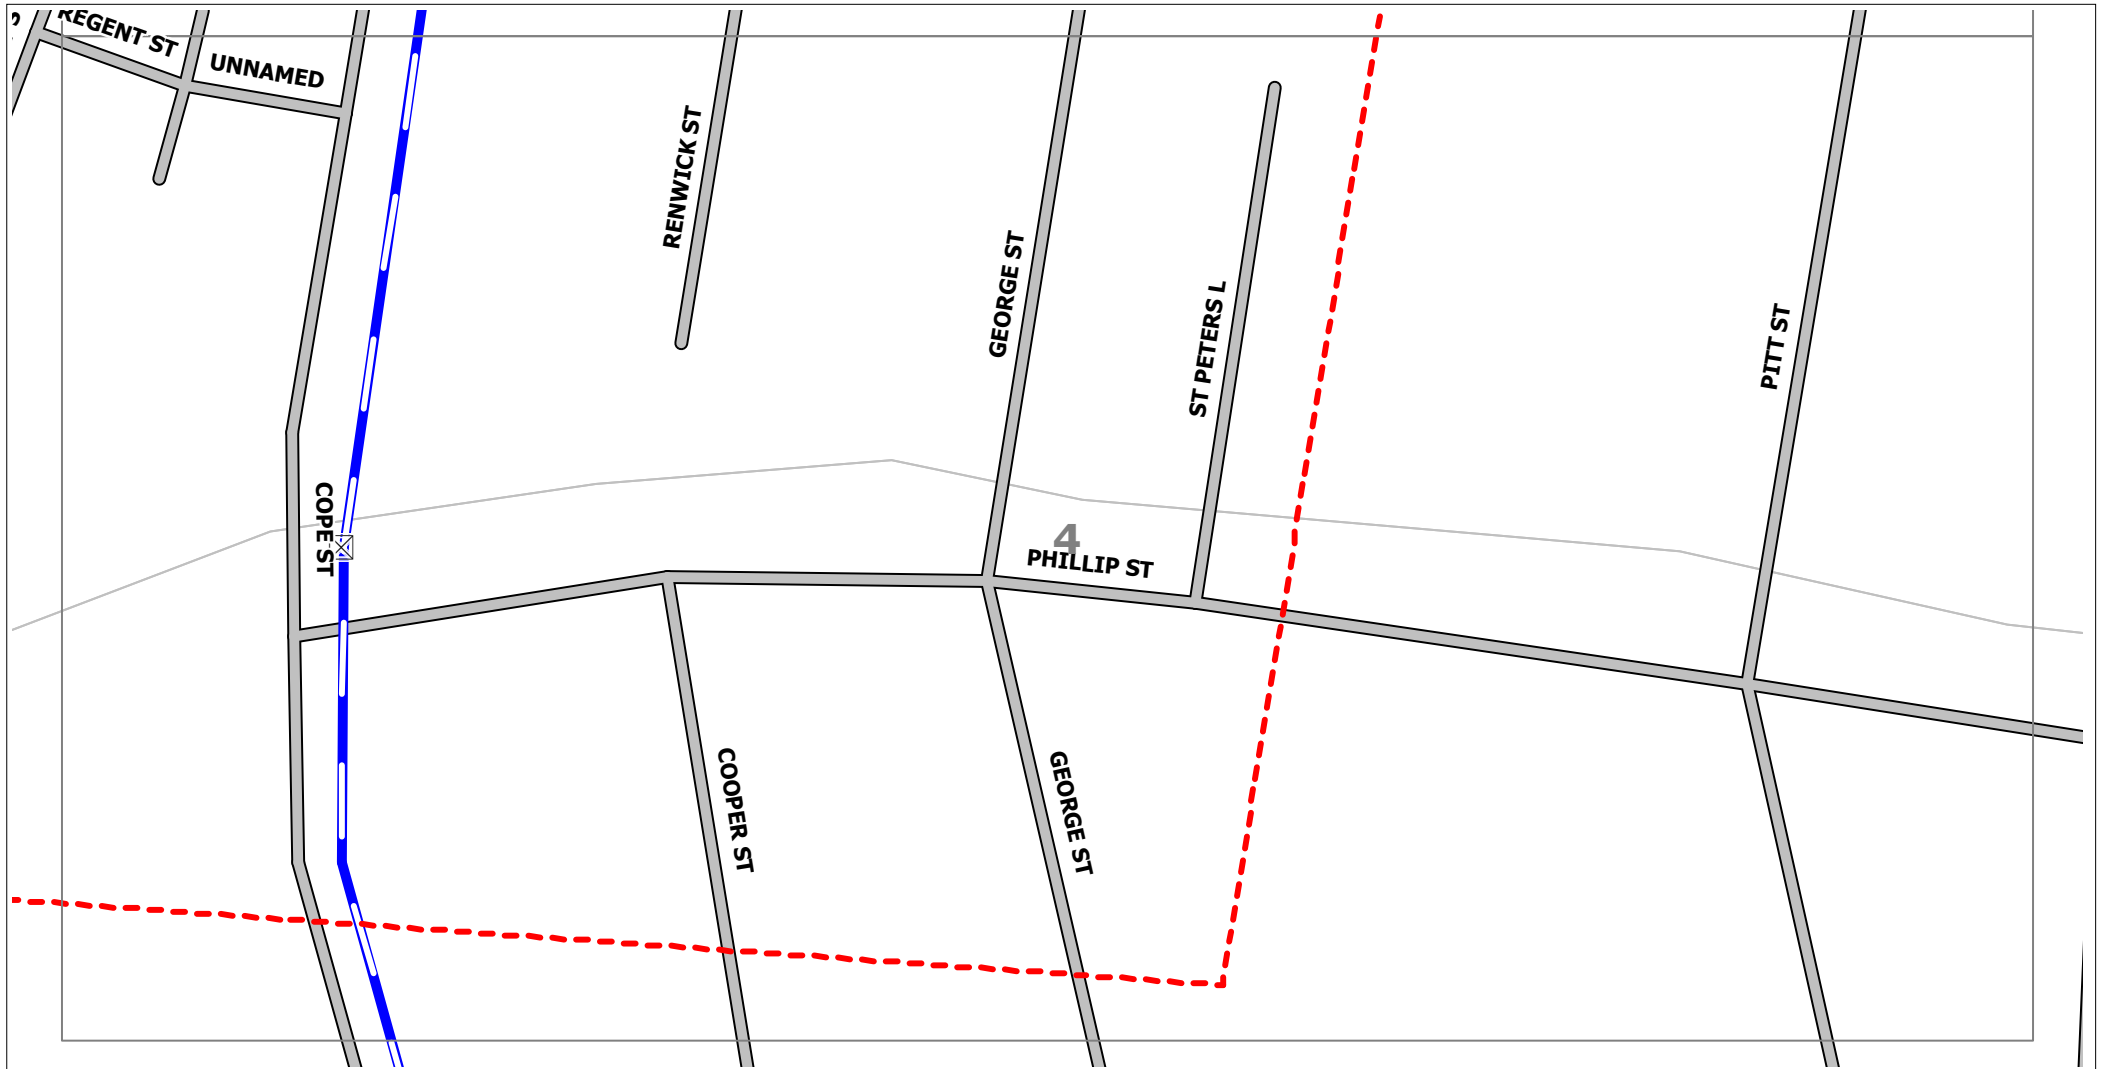 REGENT ST
UNNAMED
RENWICK ST
GEORGE ST
ST PETERS L
PITT ST
COPE ST
4
PHILLIP ST
COOPER ST
GEORGE ST